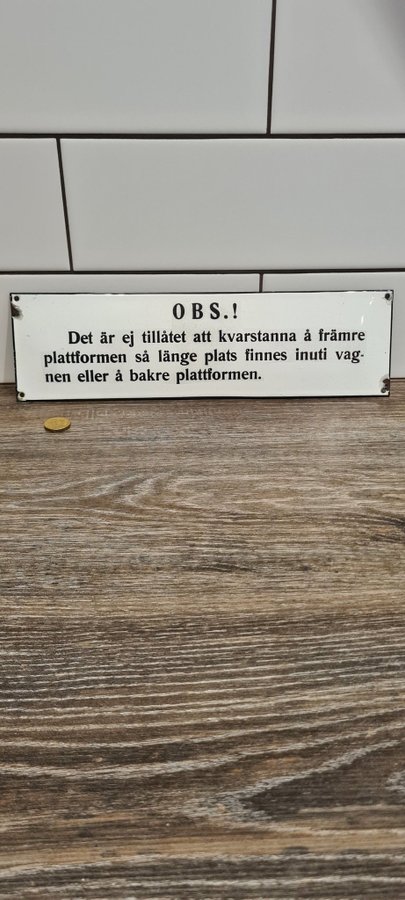 OBS.!
Det är ej tillåtet att kvarstanna å främre
plattformen så länge plats finnes inuti vag-
nen eller å bakre plattformen.